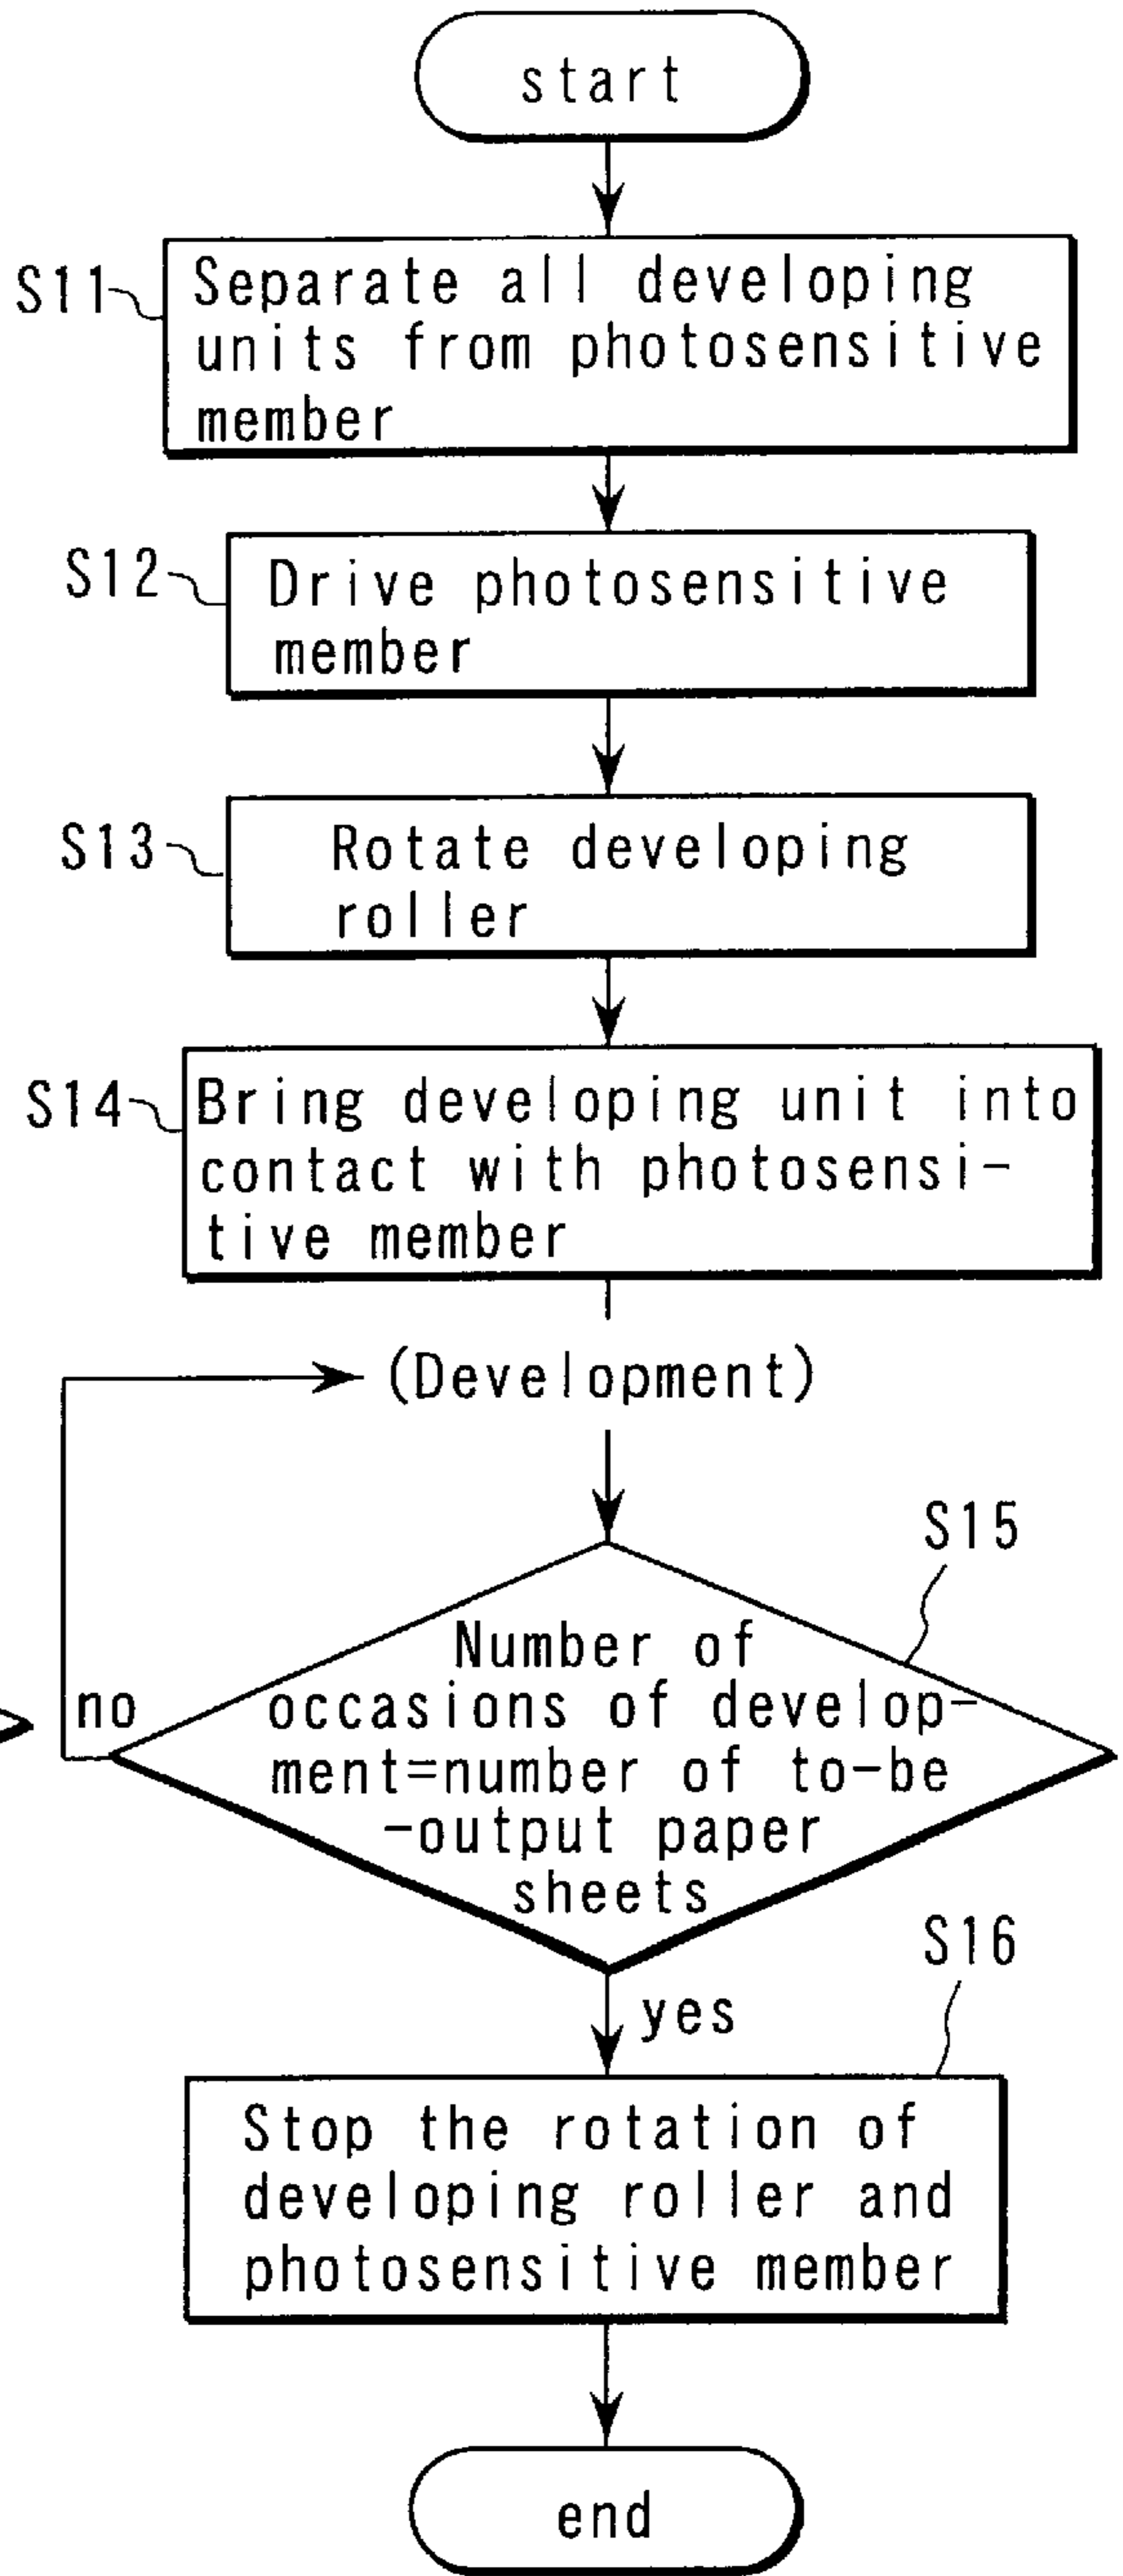 start
S11
Separate all developing
units from photosensitive
member
S12
Drive photosensitive
member
S13
Rotate developing
roller
S14
Bring developing unit into
contact with photosensi-
tive member
(Development)
S15
Number of
no
occasions of develop-
ment=number of to-be
-output paper
sheets
S16
yes
Stop the rotation of
developing roller and
photosensitive member
end